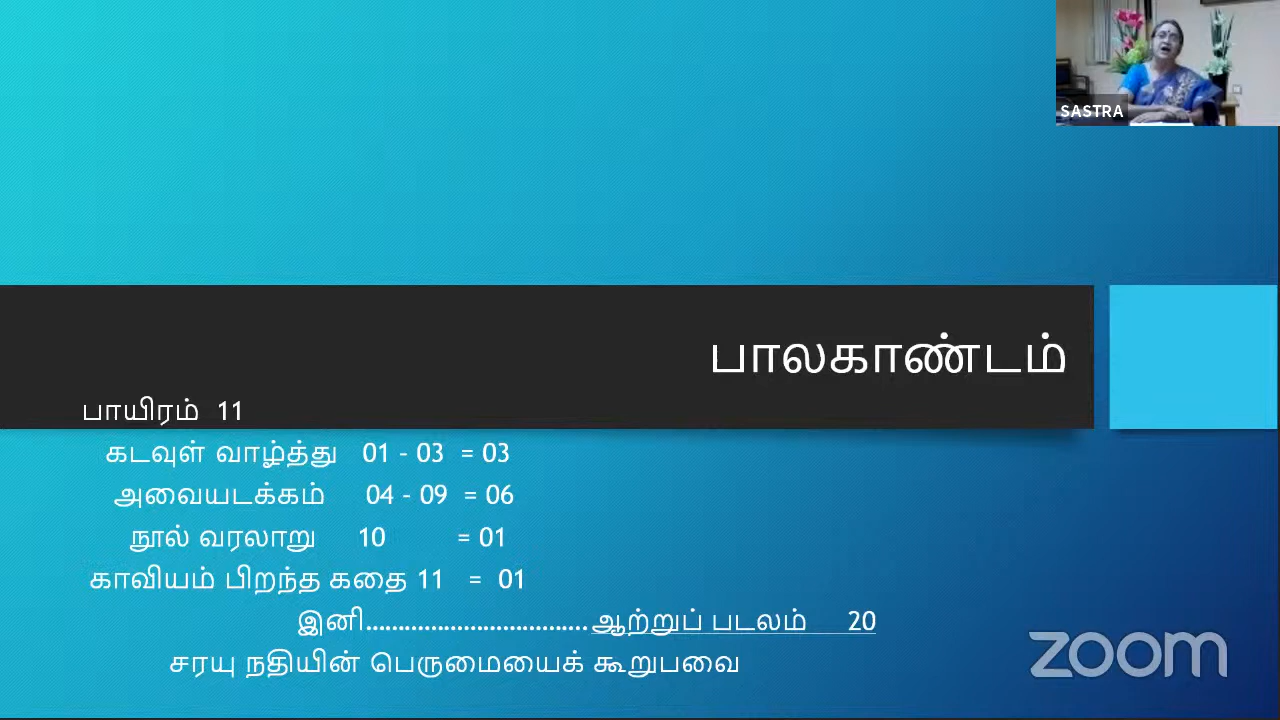 SASTRA
பாலகாண்டம்
பாயிரம் 11
கடவுள் வாழ்த்து 01 - 03 = 03
அவையடக்கம் 04 - 09 = 06
நூல் வரலாறு 10 = 01
காவியம் பிறந்த கதை 11 = 01
இனி..................................ஆற்றுப் படலம் 20
சரயு நதியின் பெருமையைக் கூறுபவை
zoom